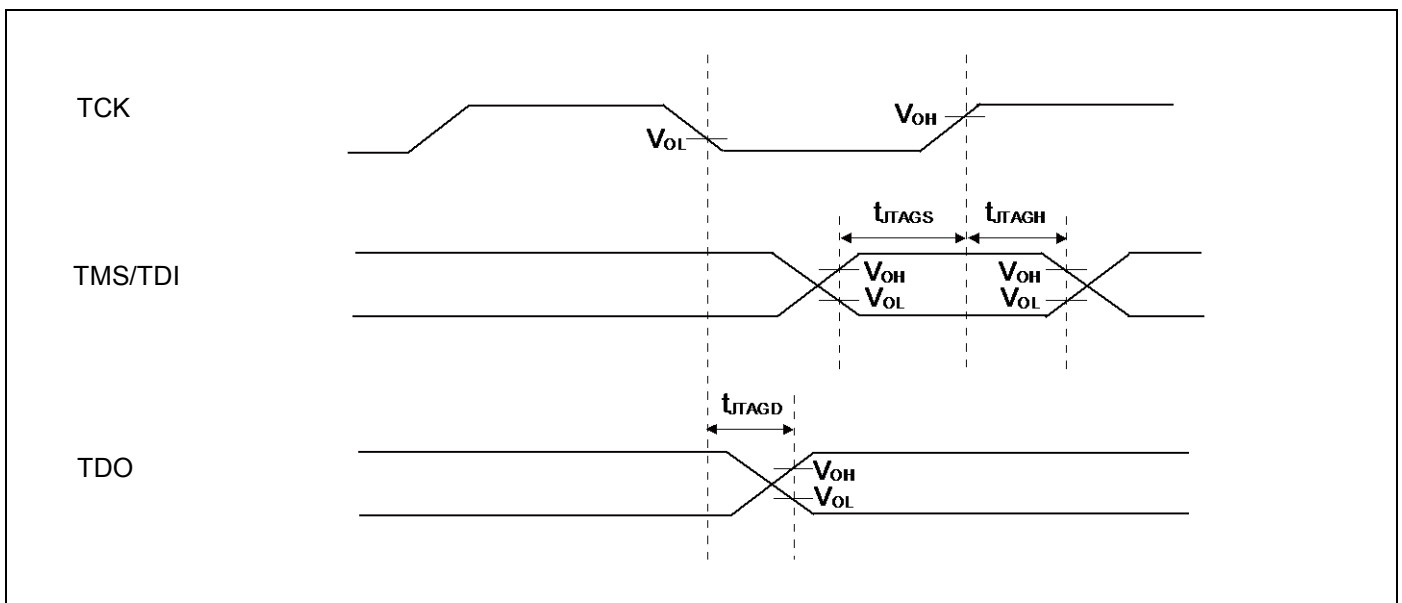 TCK
VOL
VOH
tJTAGS
tJTAGH
TMS/TDI
VOH
VOL
VOH
VOL
tJTAGD
TDO
VOH
VOL